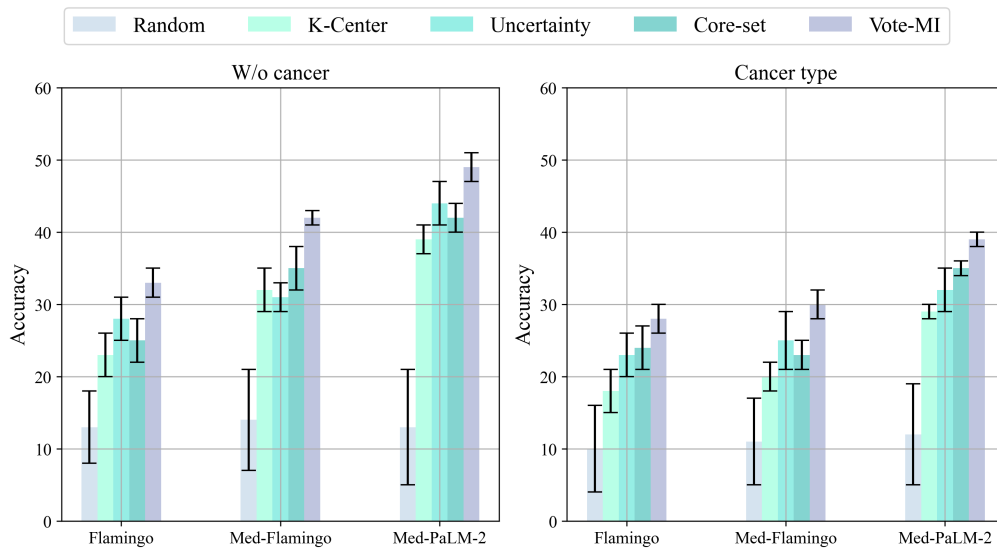 Random K-Center Uncertainty Core-set Vote-MI
W/o cancer
Accuracy
60
50
40
30
20
10
0
Flamingo Med-Flamingo Med-PaLM-2
Cancer type
Accuracy
60
50
40
30
20
10
0
Flamingo Med-Flamingo Med-PaLM-2